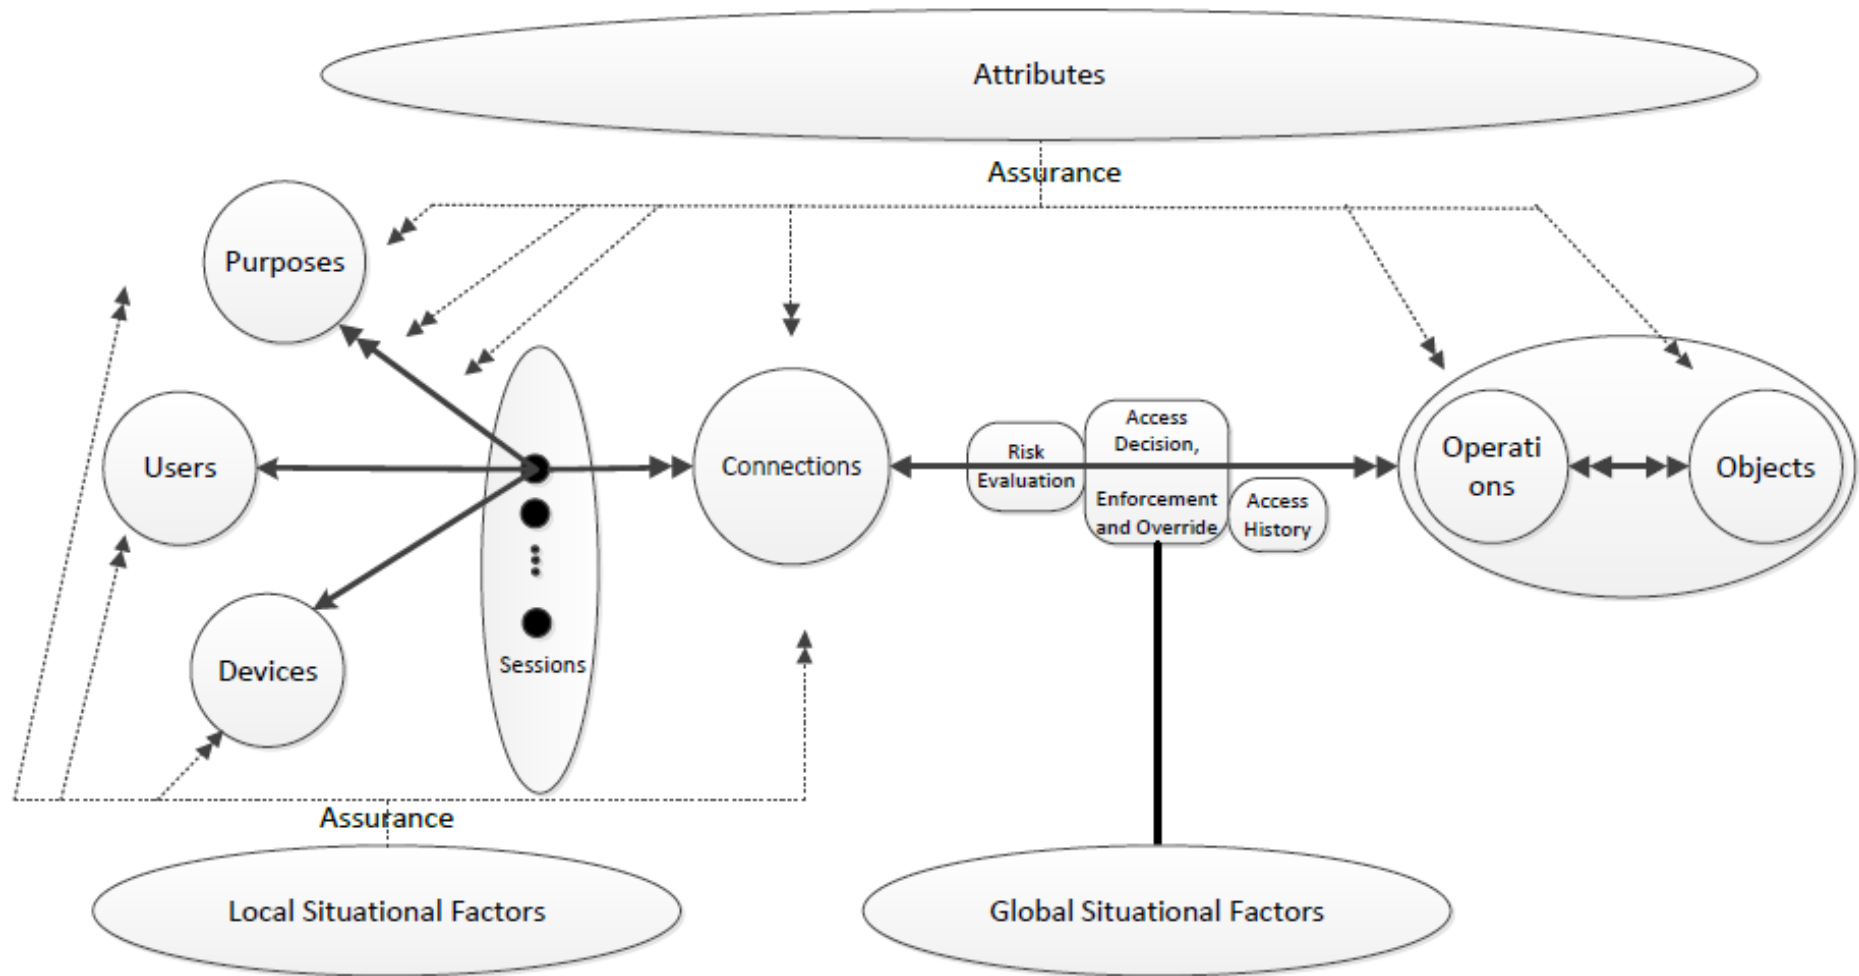 Attributes
Assurance
Purposes
Users
Devices
Sessions
Connections
Risk
Evaluation
Access
Decision,
Enforcement
and Override
Access
History
Operati
ons
Objects
Assurance
Local Situational Factors
Global Situational Factors